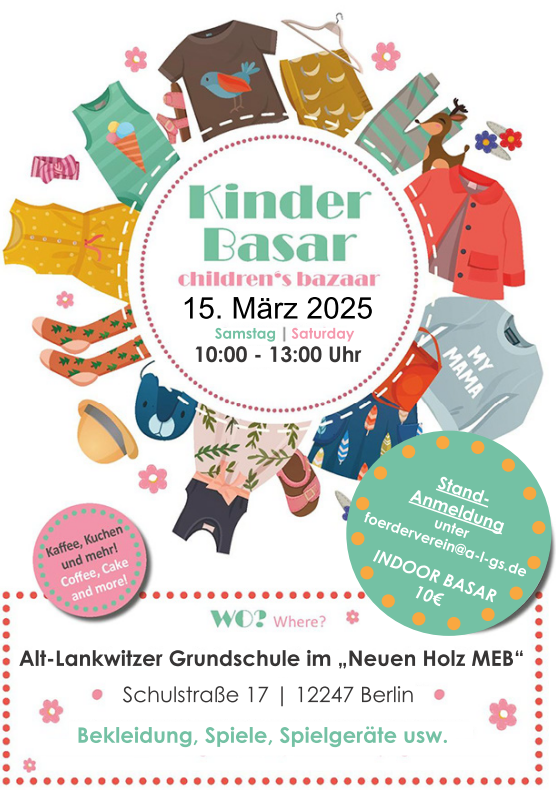 Kinder
Basar
children's bazaar
15. März 2025
Samstag | Saturday
10:00 - 13:00 Uhr
MY
MAMA
Stand-
Anmeldung
unter
foerderverein@a-l-gs.de
INDOOR BASAR
10€
Kaffee, Kuchen
und mehr!
Coffee, Cake
and more!
WO? Where?
Alt-Lankwitzer Grundschule im „Neuen Holz MEB“
Schulstraße 17 | 12247 Berlin
Bekleidung, Spiele, Spielgeräte usw.